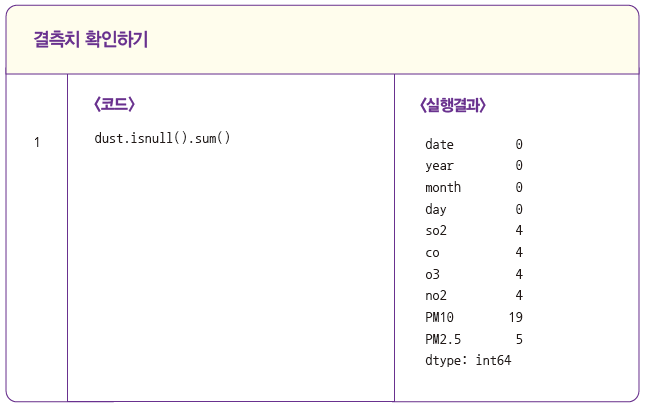 결측치 확인하기
<코드>
1 dust.isnull().sum()
<실행결과>
date 0
year 0
month 0
day 0
so2 4
co 4
o3 4
no2 4
PM10 19
PM2.5 5
dtype: int64